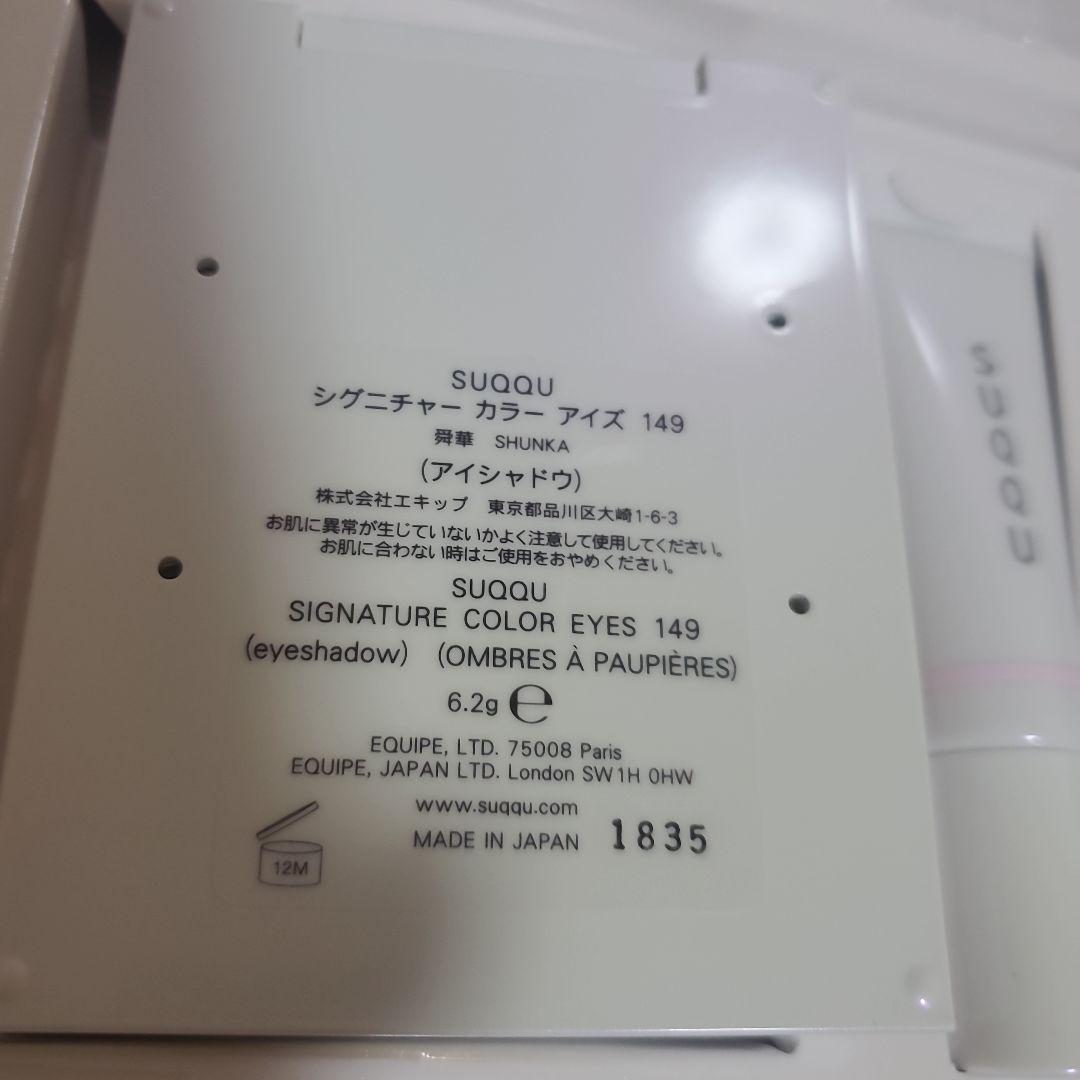 SUQQU
シグニチャー カラー アイズ 149
舜華 SHUNKA
(アイシャドウ)
株式会社エキップ 東京都品川区大崎1-6-3
お肌に異常が生じていないかよく注意して使用してください。
お肌に合わない時はご使用をおやめください。
SUQQU
SIGNATURE COLOR EYES 149
(eyeshadow) (OMBRES À PAUPIÈRES)
6.2g ℮
EQUIPE, LTD. 75008 Paris
EQUIPE, JAPAN LTD. London SW1H 0HW
www.suqqu.com
MADE IN JAPAN 1835
12M
SUQQU